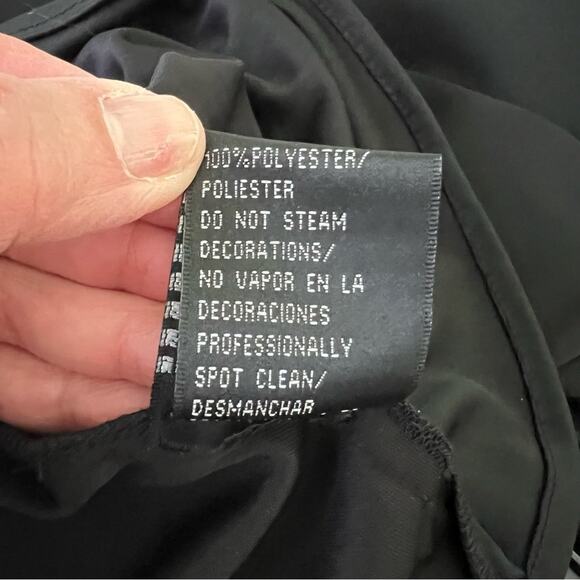 100%POLYESTER/
POLIESTER
DO NOT STEAM
DECORATIONS/
NO VAPOR EN LA
DECORACIONES
PROFESSIONALLY
SPOT CLEAN/
DESMANCHAR